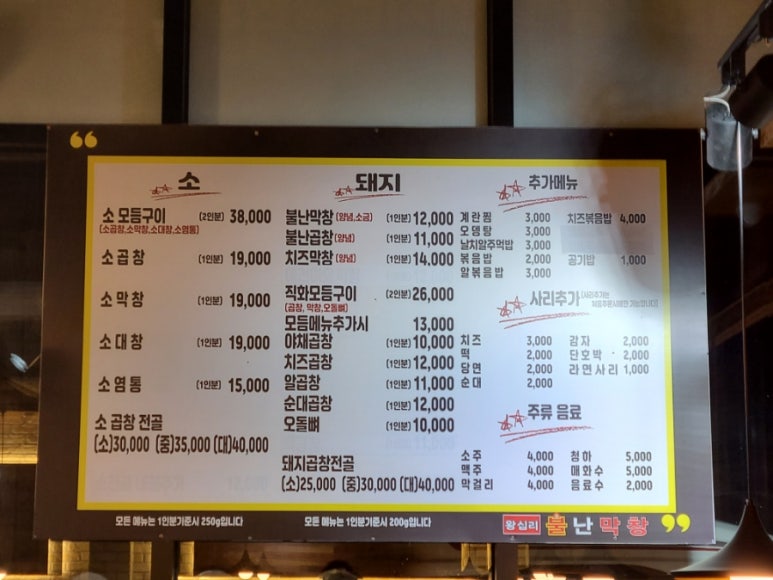 소
소 모듬구이 (2인분) 38,000
(소곱창,소막창,소대창,소염통)
소곱창 (1인분) 19,000
소막창 (1인분) 19,000
소대창 (1인분) 19,000
소염통 (1인분) 15,000
소 곱창 전골
(소)30,000 (중)35,000 (대)40,000
돼지
불난막창(양념,소금) (1인분) 12,000
불난곱창(양념) (1인분) 11,000
치즈막창(양념) (1인분) 14,000
직화모듬구이 (2인분) 26,000
(곱창, 막창,오돌뼈)
모듬메뉴추가시 13,000
야채곱창 (1인분) 10,000
치즈곱창 (1인분) 12,000
알곱창 (1인분) 11,000
순대곱창 (1인분) 12,000
오돌뼈 (1인분) 10,000
돼지곱창전골
(소)25,000 (중)30,000 (대)40,000
추가메뉴
계란찜 3,000
오뎅탕 3,000
날치알주먹밥 3,000
볶음밥 2,000
알볶음밥 3,000
치즈볶음밥 4,000
공기밥 1,000
사리추가
치즈 3,000
떡 2,000
당면 2,000
순대 2,000
감자 2,000
단호박 2,000
라면사리 1,000
주류 음료
소주 4,000
맥주 4,000
막걸리 4,000
청하 5,000
매화수 5,000
음료수 2,000
모든 메뉴는 1인분기준시 250g입니다
모든 메뉴는 1인분기준시 200g입니다
왕십리 불난막창